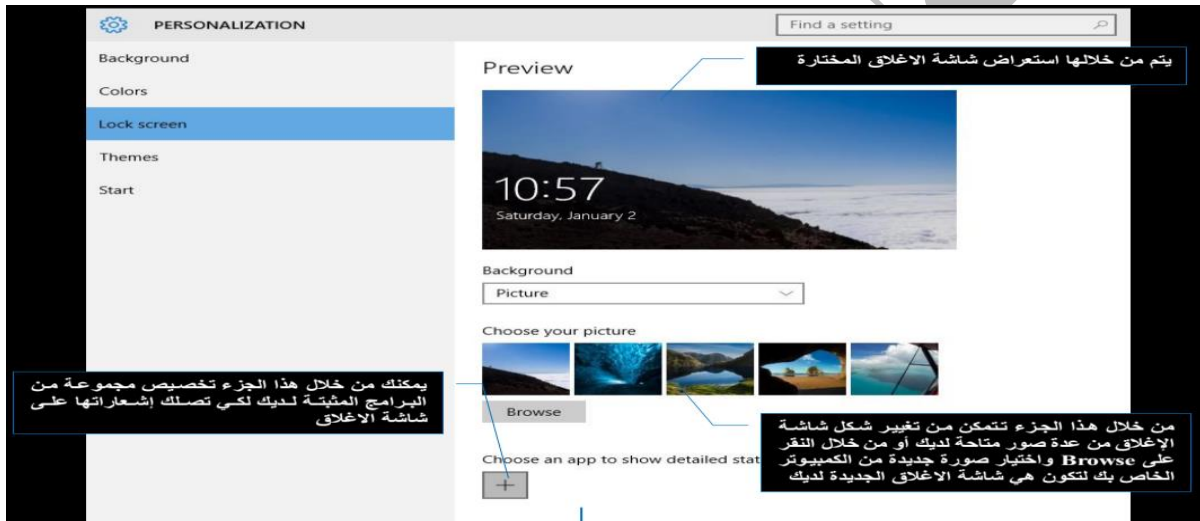 PERSONALIZATION
Find a setting
Background
Colors
Lock screen
Themes
Start
Preview
يتم من خلالها استعراض شاشة الاغلاق المختارة
10:57
Saturday, January 2
Background
Picture
Choose your picture
Browse
يمكنك من خلال هذا الجزء تخصيص مجموعة من
البرامج المثبتة لديك لكي تصلك إشعاراتها على
شاشة الاغلاق
من خلال هذا الجزء تتمكن من تغيير شكل شاشة
الإغلاق من عدة صور متاحة لديك أو من خلال النقر
على Browse واختيار صورة جديدة من الكمبيوتر
الخاص بك لتكون هي شاشة الاغلاق الجديدة لديك
Choose an app to show detailed stat